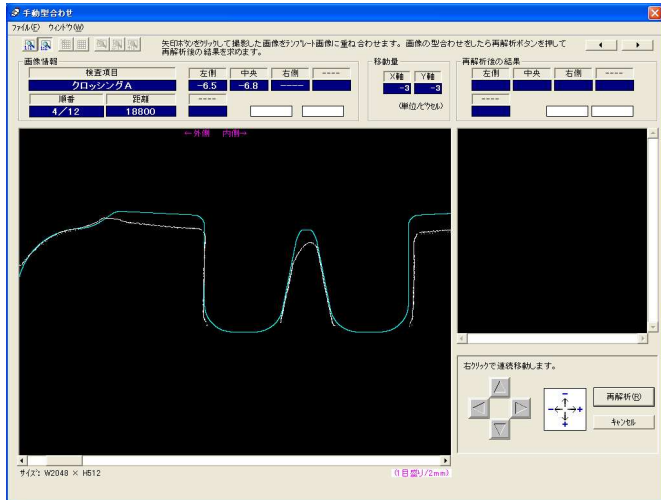 手動型合わせ
ファイル(F) ウィンドウ(W)
矢印ボタンをクリックして撮影した画像をテンプレート画像に重ね合わせます。画像の型合わせをしたら再解析ボタンを押して
再解析後の結果を求めます。
画像情報
検査項目 左側 中央 右側 ----
クロッシングA -6.5 -6.8 ----
順番 距離 ----
4/12 18800
移動量
X軸 Y軸
-3 -3
(単位/ピクセル)
再解析後の結果
左側 中央 右側 ----
----
←外側 内側→
右クリックで連続移動します。
再解析(R)
キャンセル
サイズ: W2048 × H512
(1目盛り/2mm)